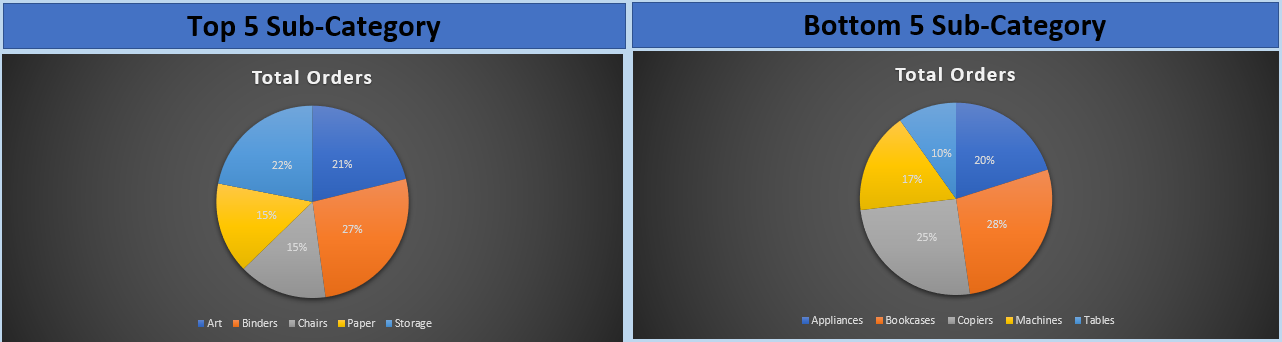 Top 5 Sub-Category
Total Orders
22%
21%
15%
27%
15%
Art Binders Chairs Paper Storage
Bottom 5 Sub-Category
Total Orders
10%
20%
17%
28%
25%
Appliances Bookcases Copiers Machines Tables